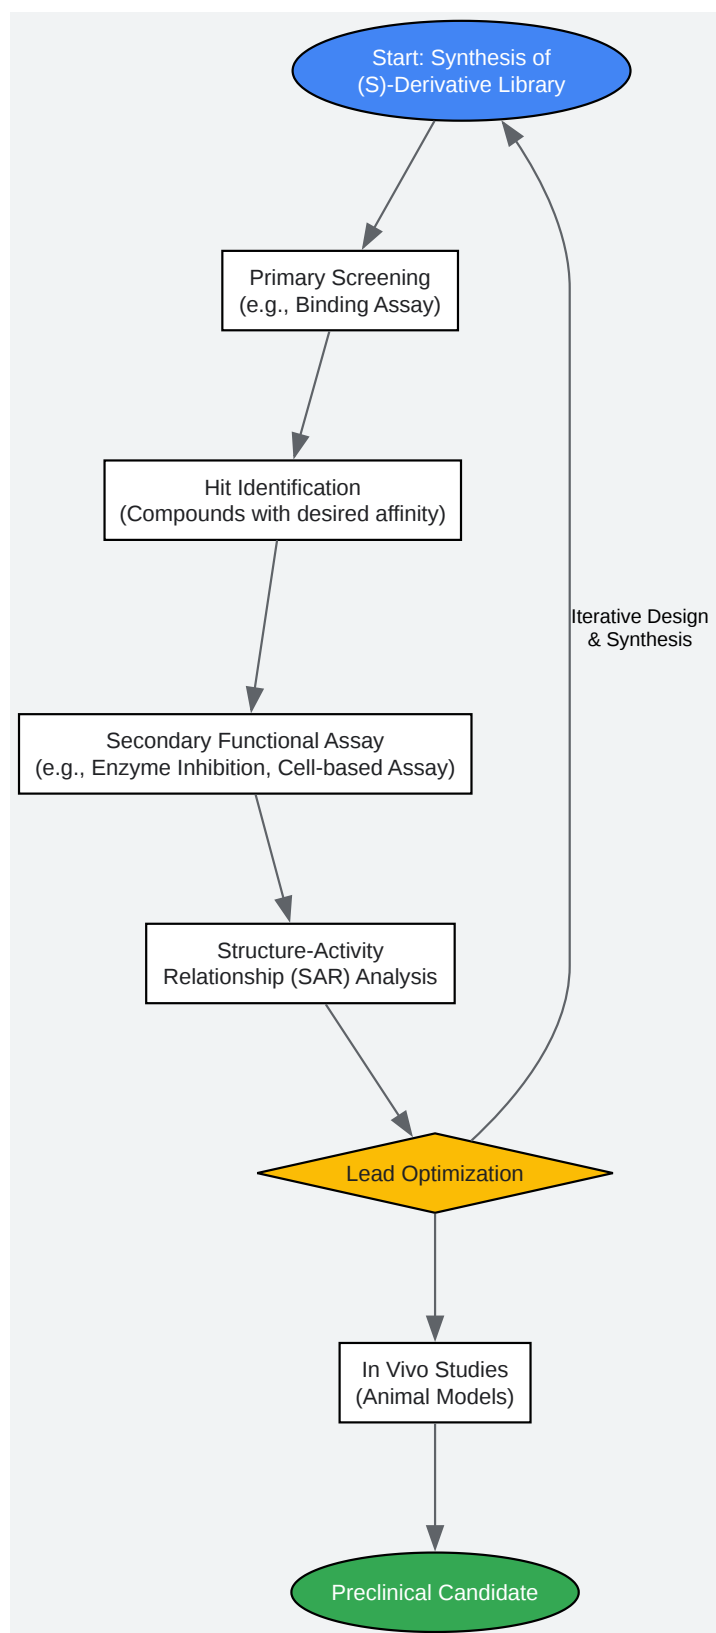 Start: Synthesis of
(S)-Derivative Library
Primary Screening
(e.g., Binding Assay)
Hit Identification
(Compounds with desired affinity)
Iterative Design
& Synthesis
Secondary Functional Assay
(e.g., Enzyme Inhibition, Cell-based Assay)
Structure-Activity
Relationship (SAR) Analysis
Lead Optimization
In Vivo Studies
(Animal Models)
Preclinical Candidate